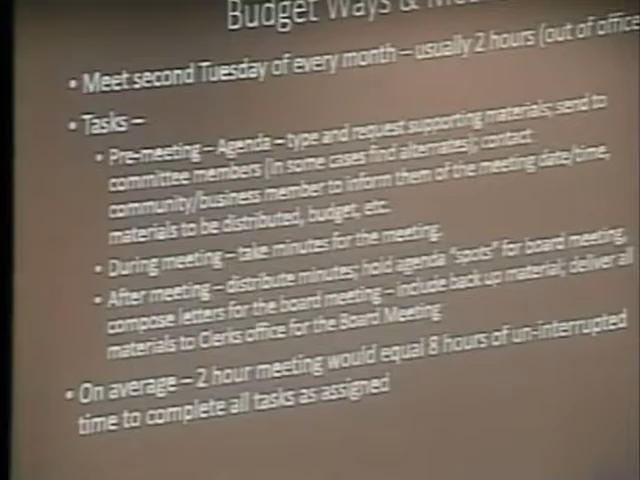 Budget Ways &
• Meet second Tuesday of every month – usually 2 hours (out of office
• Tasks –
• Pre-meeting – Agenda – type and request supporting materials; send to
committee members (in some cases find alternates); contact
community/business member to inform them of the meeting date/time,
materials to be distributed, budget, etc.
• During meeting – take minutes for the meeting.
• After meeting – distribute minutes; hold agenda "spots" for board meeting,
compose letters for the board meeting – include back up material; deliver all
materials to Clerks office for the Board Meeting
• On average – 2 hour meeting would equal 8 hours of un-interrupted
time to complete all tasks as assigned